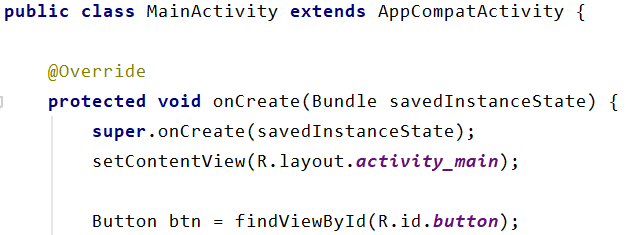 public class MainActivity extends AppCompatActivity {
@Override
protected void onCreate(Bundle savedInstanceState) {
super.onCreate(savedInstanceState);
setContentView(R.layout.activity_main);
Button btn = findViewById(R.id.button);